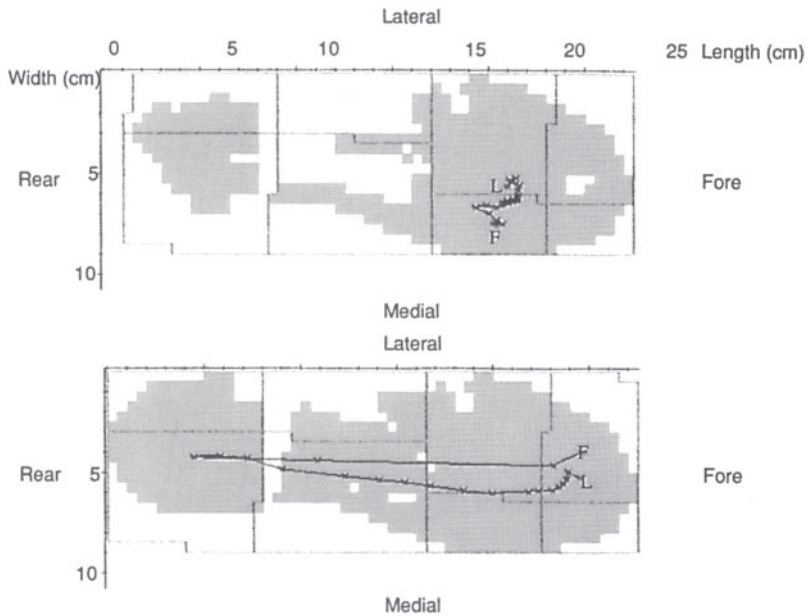 Lateral
0 5 10 15 20 25 Length (cm)
Width (cm)
5
Rear
Fore
L
F
10
Medial
Lateral
F
Rear
5
L
Fore
10
Medial